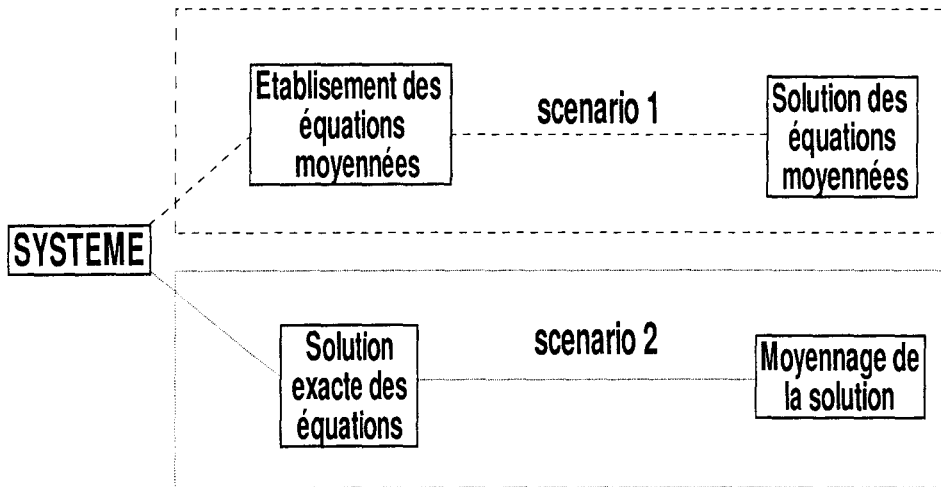 Etablisement des
équations
moyennées
scenario 1
Solution des
équations
moyennées
SYSTEME
Solution
exacte des
équations
scenario 2
Moyennage de
la solution